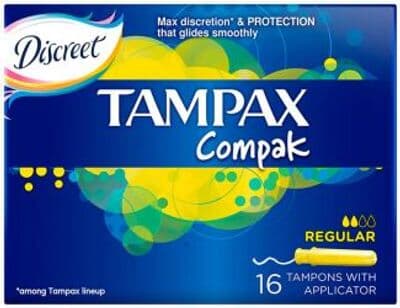 Discreet
Max discretion* & PROTECTION
that glides smoothly
TAMPAX
Compak
REGULAR
16 TAMPONS WITH
APPLICATOR
*among Tampax lineup